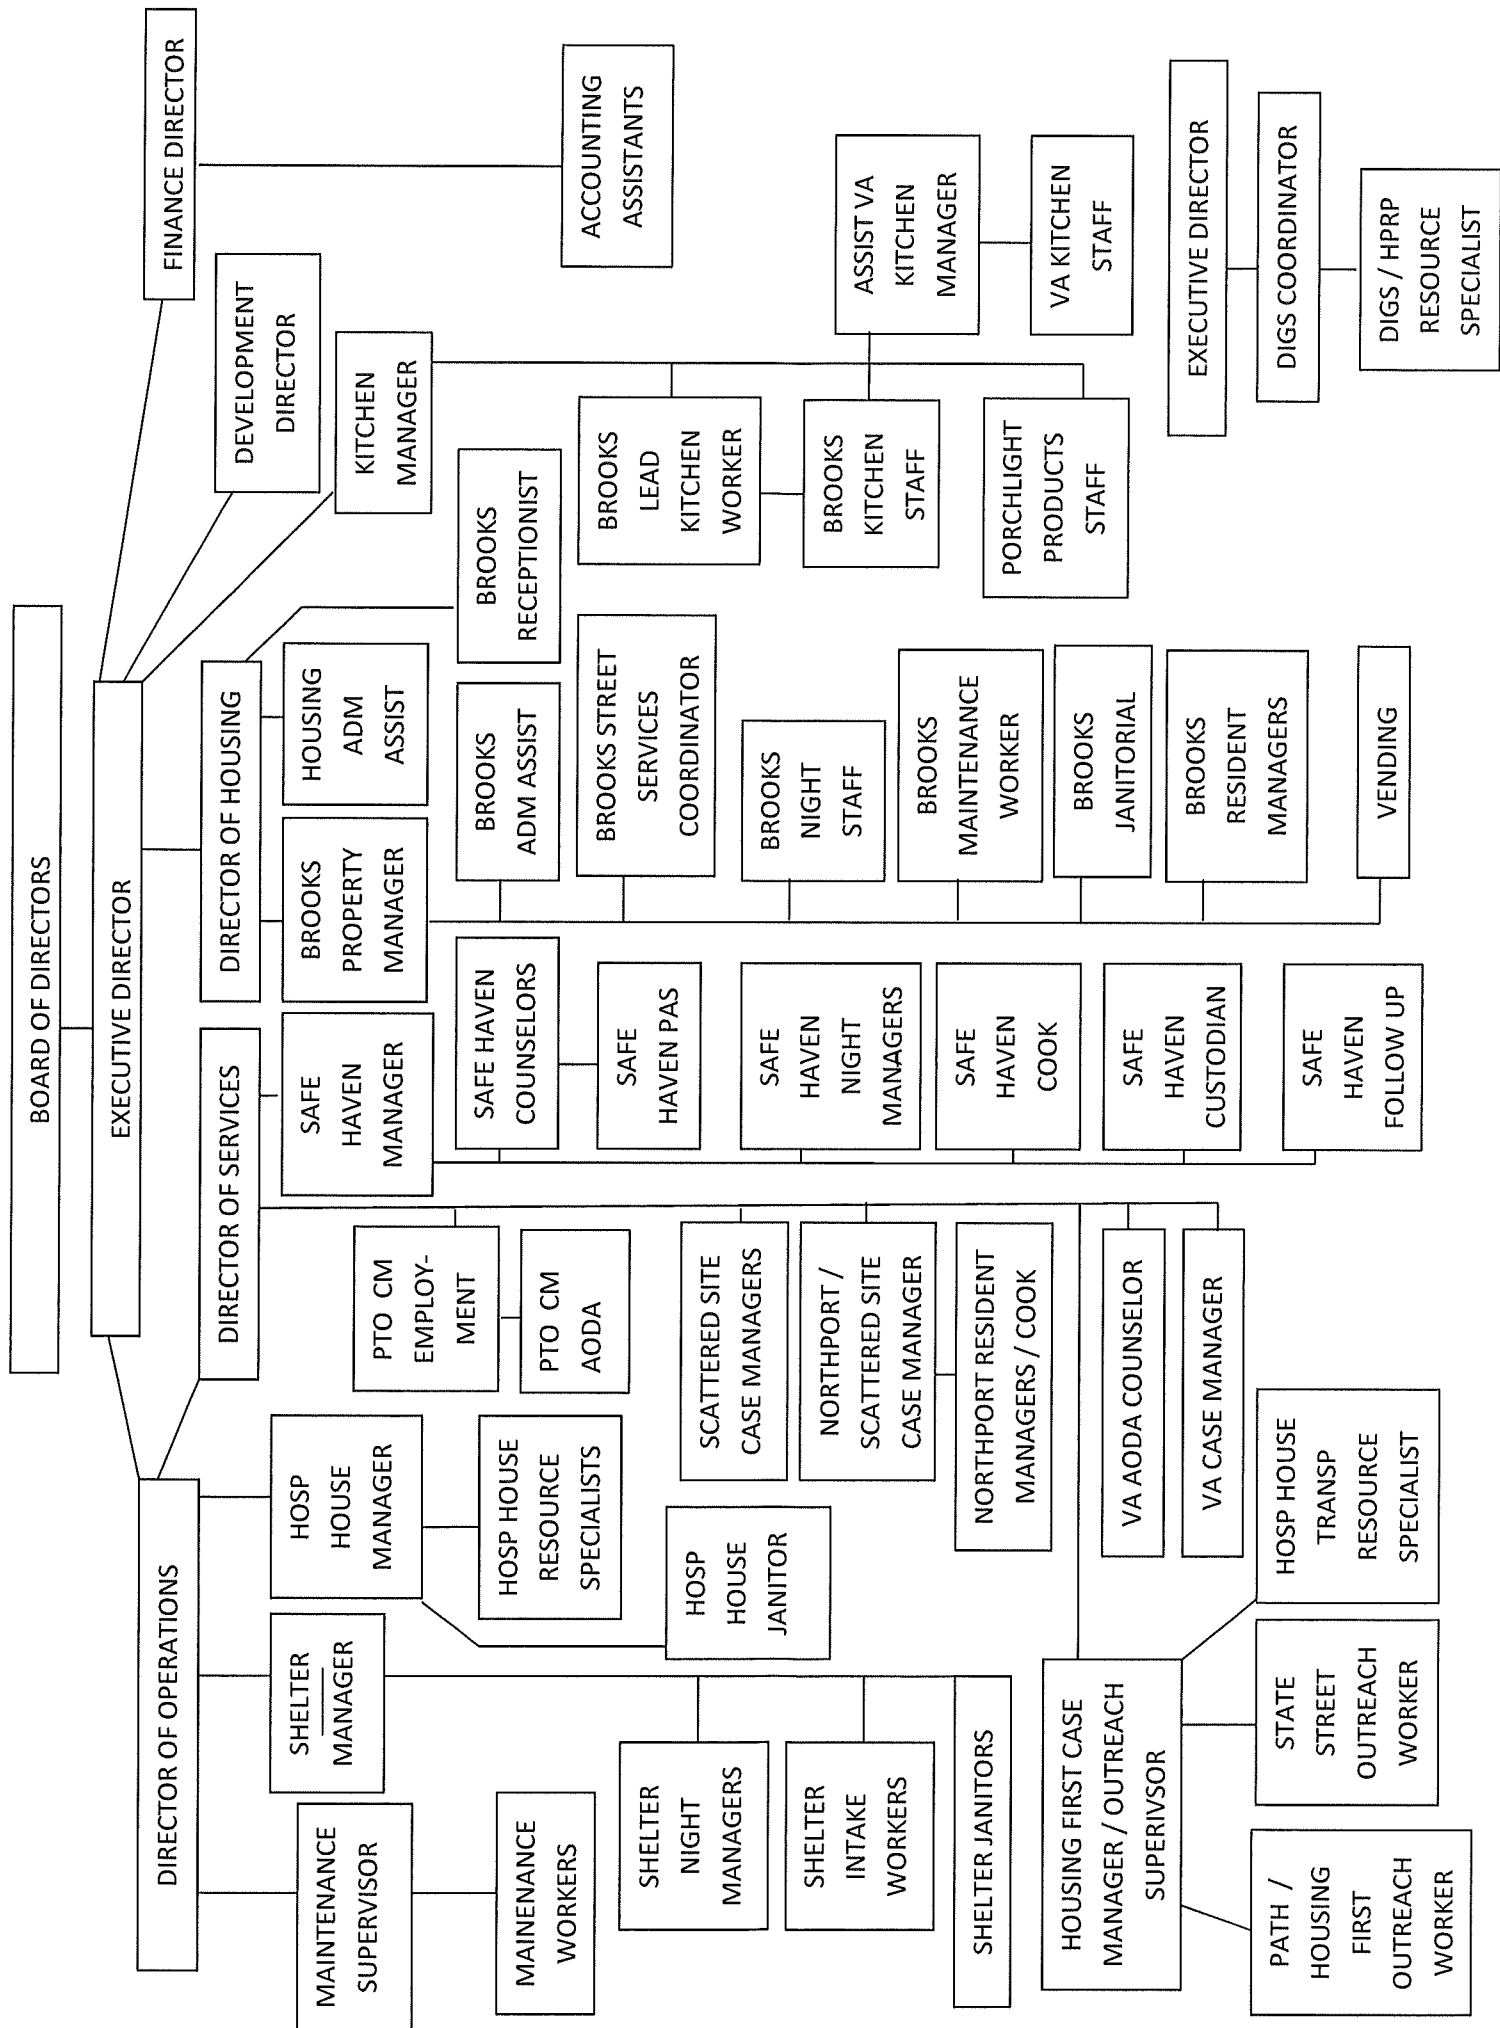 BOARD OF DIRECTORS
EXECUTIVE DIRECTOR
DIRECTOR OF OPERATIONS
FINANCE DIRECTOR
DIRECTOR OF SERVICES
DIRECTOR OF HOUSING
DEVELOPMENT
DIRECTOR
MAINTENANCE
SUPERVISOR
SHELTER
MANAGER
HOSP
HOUSE
MANAGER
SAFE
HAVEN
MANAGER
BROOKS
PROPERTY
MANAGER
HOUSING
ADM
ASSIST
KITCHEN
MANAGER
MAINENANCE
WORKERS
HOSP HOUSE
RESOURCE
SPECIALISTS
PTO CM
EMPLOY-
MENT
PTO CM
AODA
SAFE HAVEN
COUNSELORS
BROOKS
ADM ASSIST
BROOKS
RECEPTIONIST
ACCOUNTING
ASSISTANTS
SHELTER
NIGHT
MANAGERS
HOSP
HOUSE
JANITOR
SCATTERED SITE
CASE MANAGERS
SAFE
HAVEN PAS
BROOKS STREET
SERVICES
COORDINATOR
BROOKS
LEAD
KITCHEN
WORKER
SHELTER
INTAKE
WORKERS
NORTHPORT /
SCATTERED SITE
CASE MANAGER
SAFE
HAVEN
NIGHT
MANAGERS
BROOKS
NIGHT
STAFF
BROOKS
KITCHEN
STAFF
ASSIST VA
KITCHEN
MANAGER
SHELTER JANITORS
NORTHPORT RESIDENT
MANAGERS / COOK
SAFE
HAVEN
COOK
BROOKS
MAINTENANCE
WORKER
PORCHLIGHT
PRODUCTS
STAFF
VA KITCHEN
STAFF
HOUSING FIRST CASE
MANAGER / OUTREACH
SUPERIVSOR
VA AODA COUNSELOR
VA CASE MANAGER
SAFE
HAVEN
CUSTODIAN
BROOKS
JANITORIAL
BROOKS
RESIDENT
MANAGERS
EXECUTIVE DIRECTOR
DIGS COORDINATOR
PATH /
HOUSING
FIRST
OUTREACH
WORKER
STATE
STREET
OUTREACH
WORKER
HOSP HOUSE
TRANSP
RESOURCE
SPECIALIST
SAFE
HAVEN
FOLLOW UP
VENDING
DIGS / HPRP
RESOURCE
SPECIALIST